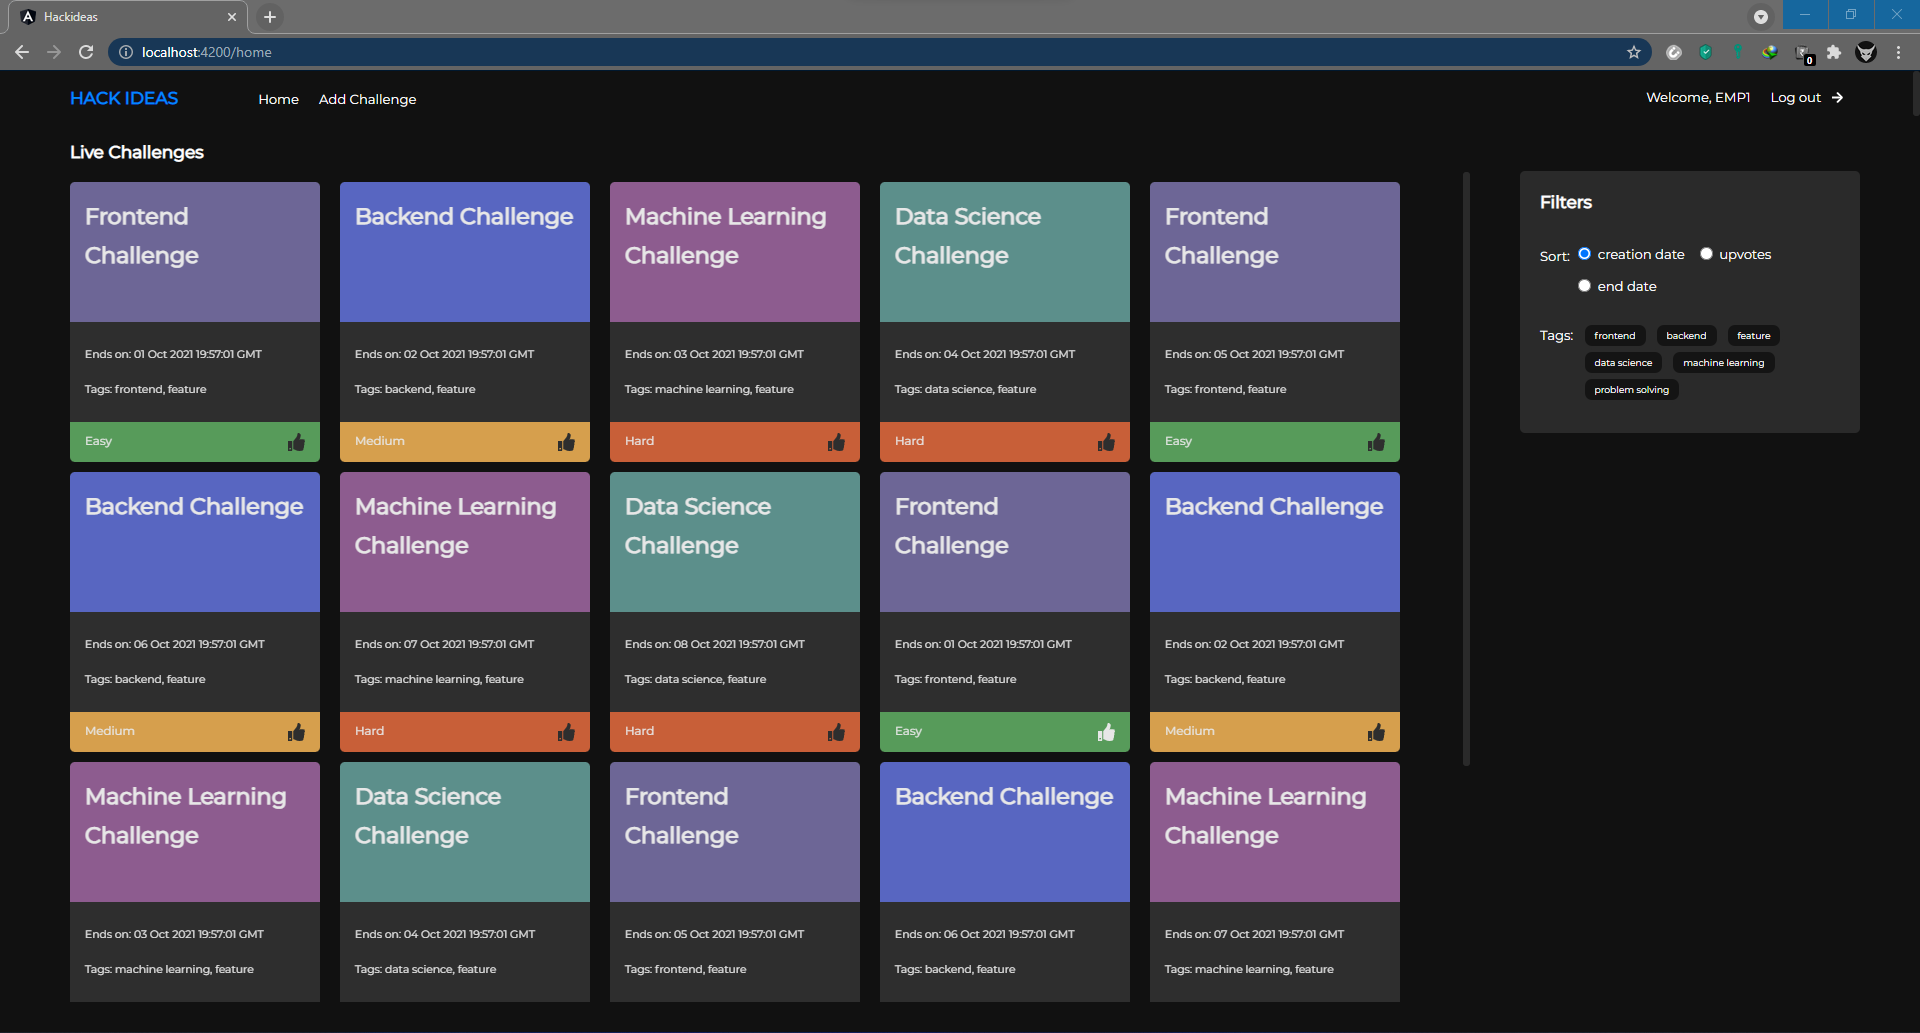 Hackideas
localhost:4200/home
0
HACK IDEAS
Home
Add Challenge
Welcome, EMP1
Log out
Live Challenges
Frontend
Challenge
Ends on: 01 Oct 2021 19:57:01 GMT
Tags: frontend, feature
Easy
Backend Challenge
Ends on: 02 Oct 2021 19:57:01 GMT
Tags: backend, feature
Medium
Machine Learning
Challenge
Ends on: 03 Oct 2021 19:57:01 GMT
Tags: machine learning, feature
Hard
Data Science
Challenge
Ends on: 04 Oct 2021 19:57:01 GMT
Tags: data science, feature
Hard
Frontend
Challenge
Ends on: 05 Oct 2021 19:57:01 GMT
Tags: frontend, feature
Easy
Backend Challenge
Ends on: 06 Oct 2021 19:57:01 GMT
Tags: backend, feature
Medium
Machine Learning
Challenge
Ends on: 07 Oct 2021 19:57:01 GMT
Tags: machine learning, feature
Hard
Data Science
Challenge
Ends on: 08 Oct 2021 19:57:01 GMT
Tags: data science, feature
Hard
Frontend
Challenge
Ends on: 01 Oct 2021 19:57:01 GMT
Tags: frontend, feature
Easy
Backend Challenge
Ends on: 02 Oct 2021 19:57:01 GMT
Tags: backend, feature
Medium
Machine Learning
Challenge
Ends on: 03 Oct 2021 19:57:01 GMT
Tags: machine learning, feature
Data Science
Challenge
Ends on: 04 Oct 2021 19:57:01 GMT
Tags: data science, feature
Frontend
Challenge
Ends on: 05 Oct 2021 19:57:01 GMT
Tags: frontend, feature
Backend Challenge
Ends on: 06 Oct 2021 19:57:01 GMT
Tags: backend, feature
Machine Learning
Challenge
Ends on: 07 Oct 2021 19:57:01 GMT
Tags: machine learning, feature
Filters
Sort: creation date upvotes
end date
Tags: frontend backend feature
data science machine learning
problem solving